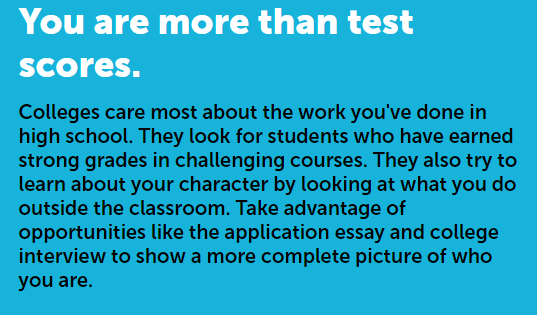 You are more than test
scores.
Colleges care most about the work you've done in
high school. They look for students who have earned
strong grades in challenging courses. They also try to
learn about your character by looking at what you do
outside the classroom. Take advantage of
opportunities like the application essay and college
interview to show a more complete picture of who
you are.